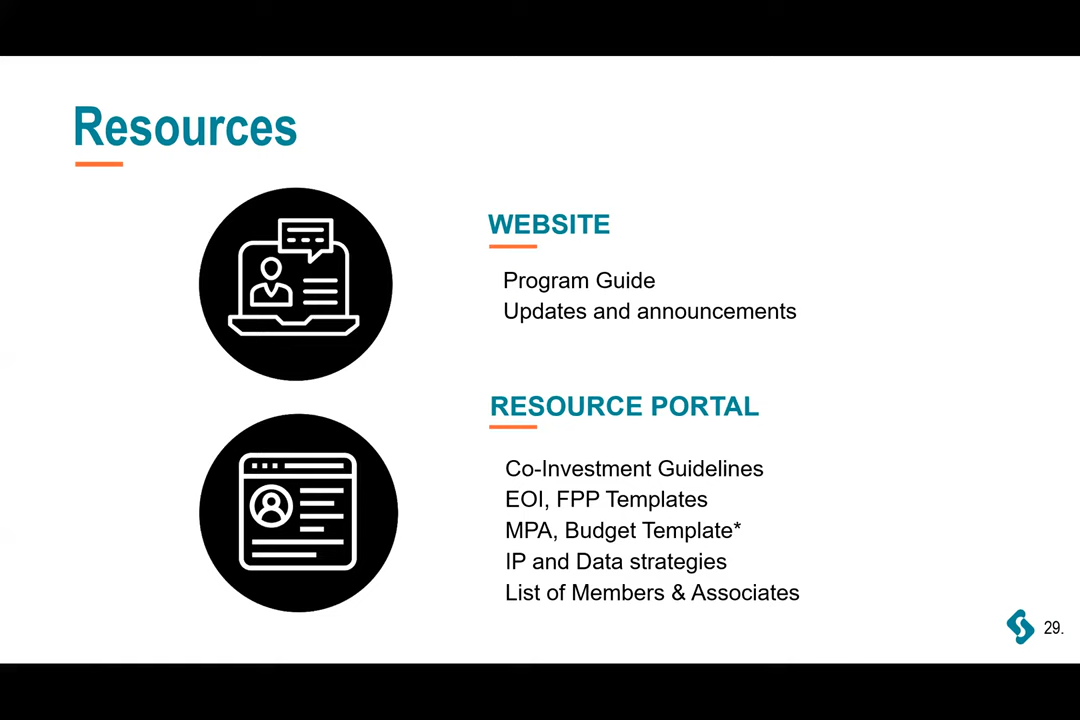 Resources
WEBSITE
Program Guide
Updates and announcements
RESOURCE PORTAL
Co-Investment Guidelines
EOI, FPP Templates
MPA, Budget Template*
IP and Data strategies
List of Members & Associates
29.